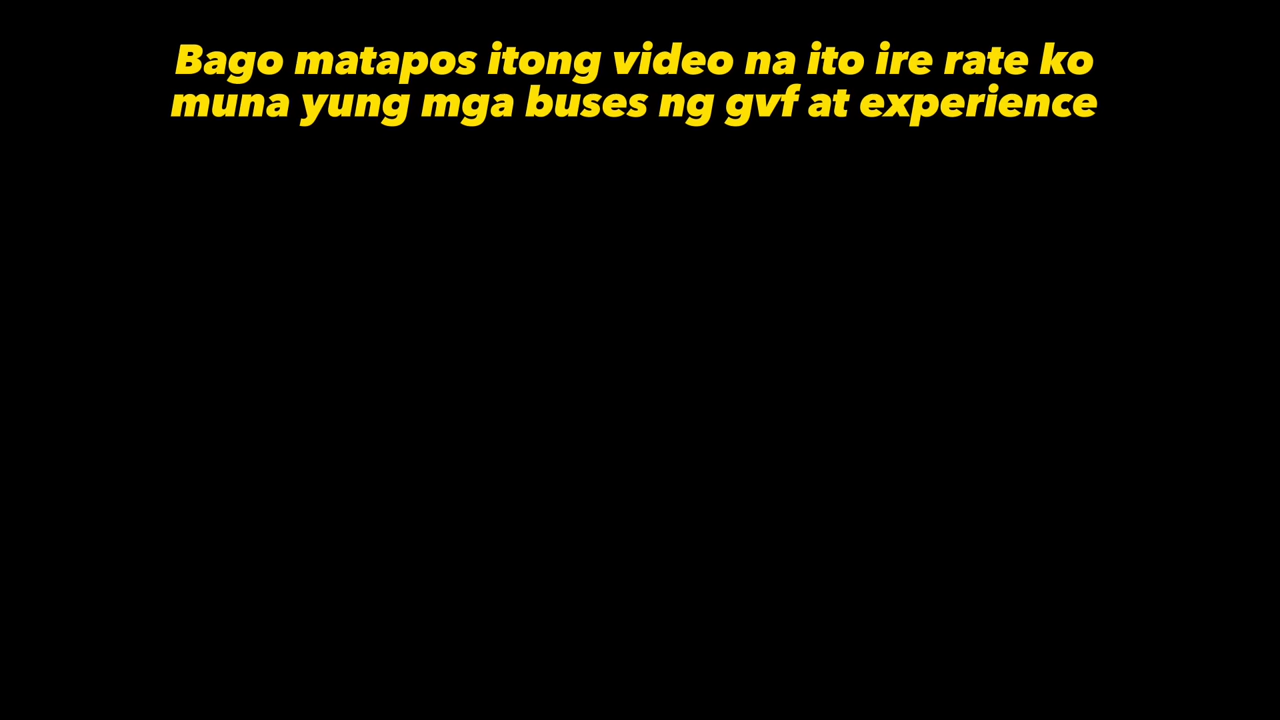 Bago matapos itong video na ito ire rate ko
muna yung mga buses ng gvf at experience